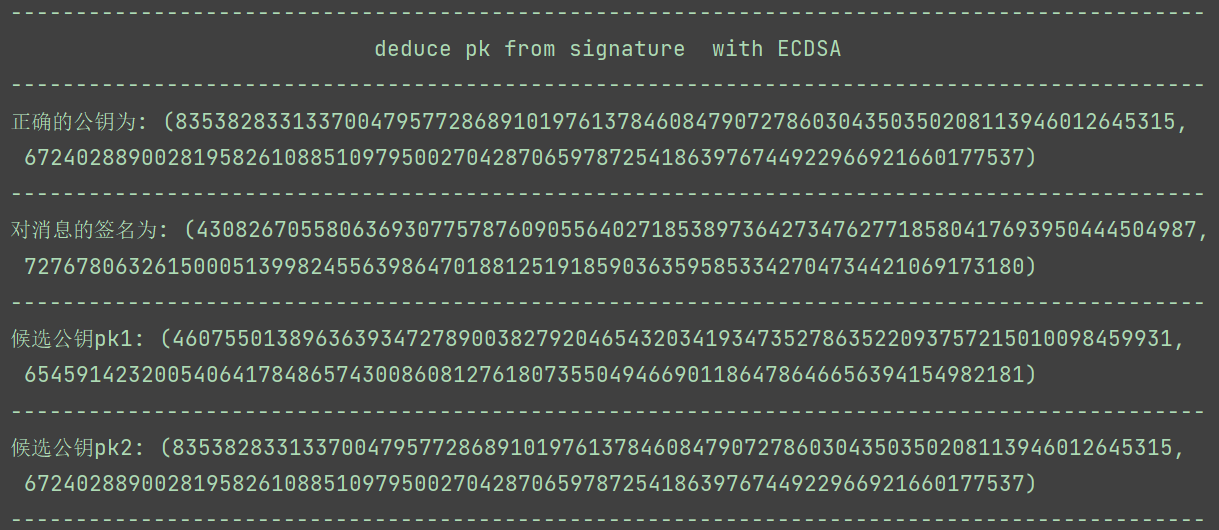 --------------------------------------------------------------------------------------------
deduce pk from signature  with ECDSA
--------------------------------------------------------------------------------------------
正确的公钥为: (83538283313370047957728689101976137846084790727860304350350208113946012645315,
67240288900281958261088510979500270428706597872541863976744922966921660177537)
--------------------------------------------------------------------------------------------
对消息的签名为: (43082670558063693077578760905564027185389736427347627718580417693950444504987,
72767806326150005139982455639864701881251918590363595853342704734421069173180)
--------------------------------------------------------------------------------------------
候选公钥pk1: (46075501389636393472789003827920465432034193473527863522093757215010098459931,
65459142320054064178486574300860812761807355049466901186478646656394154982181)
--------------------------------------------------------------------------------------------
候选公钥pk2: (83538283313370047957728689101976137846084790727860304350350208113946012645315,
67240288900281958261088510979500270428706597872541863976744922966921660177537)
--------------------------------------------------------------------------------------------